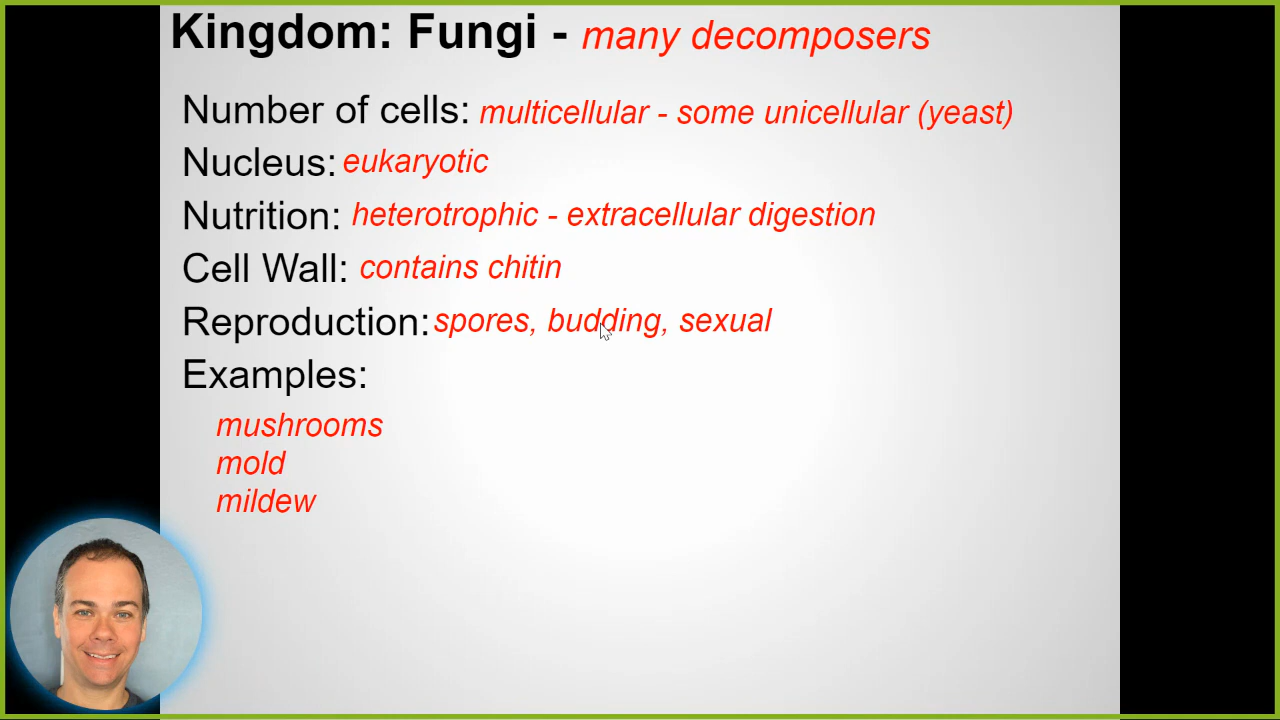 Kingdom: Fungi - many decomposers
Number of cells: multicellular - some unicellular (yeast)
Nucleus: eukaryotic
Nutrition: heterotrophic - extracellular digestion
Cell Wall: contains chitin
Reproduction: spores, budding, sexual
Examples:
mushrooms
mold
mildew